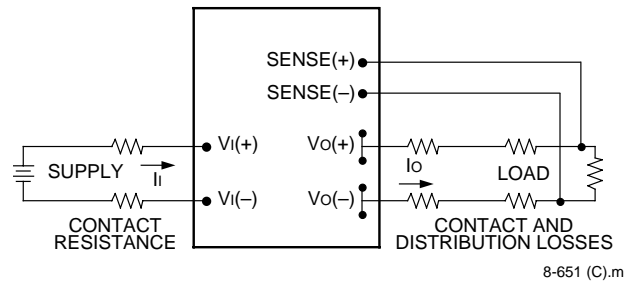 SENSE(+)
SENSE(–)
VI(+)
VO(+)
IO
SUPPLY
II
LOAD
VI(–)
VO(–)
CONTACT
RESISTANCE
CONTACT AND
DISTRIBUTION LOSSES
8-651 (C).m